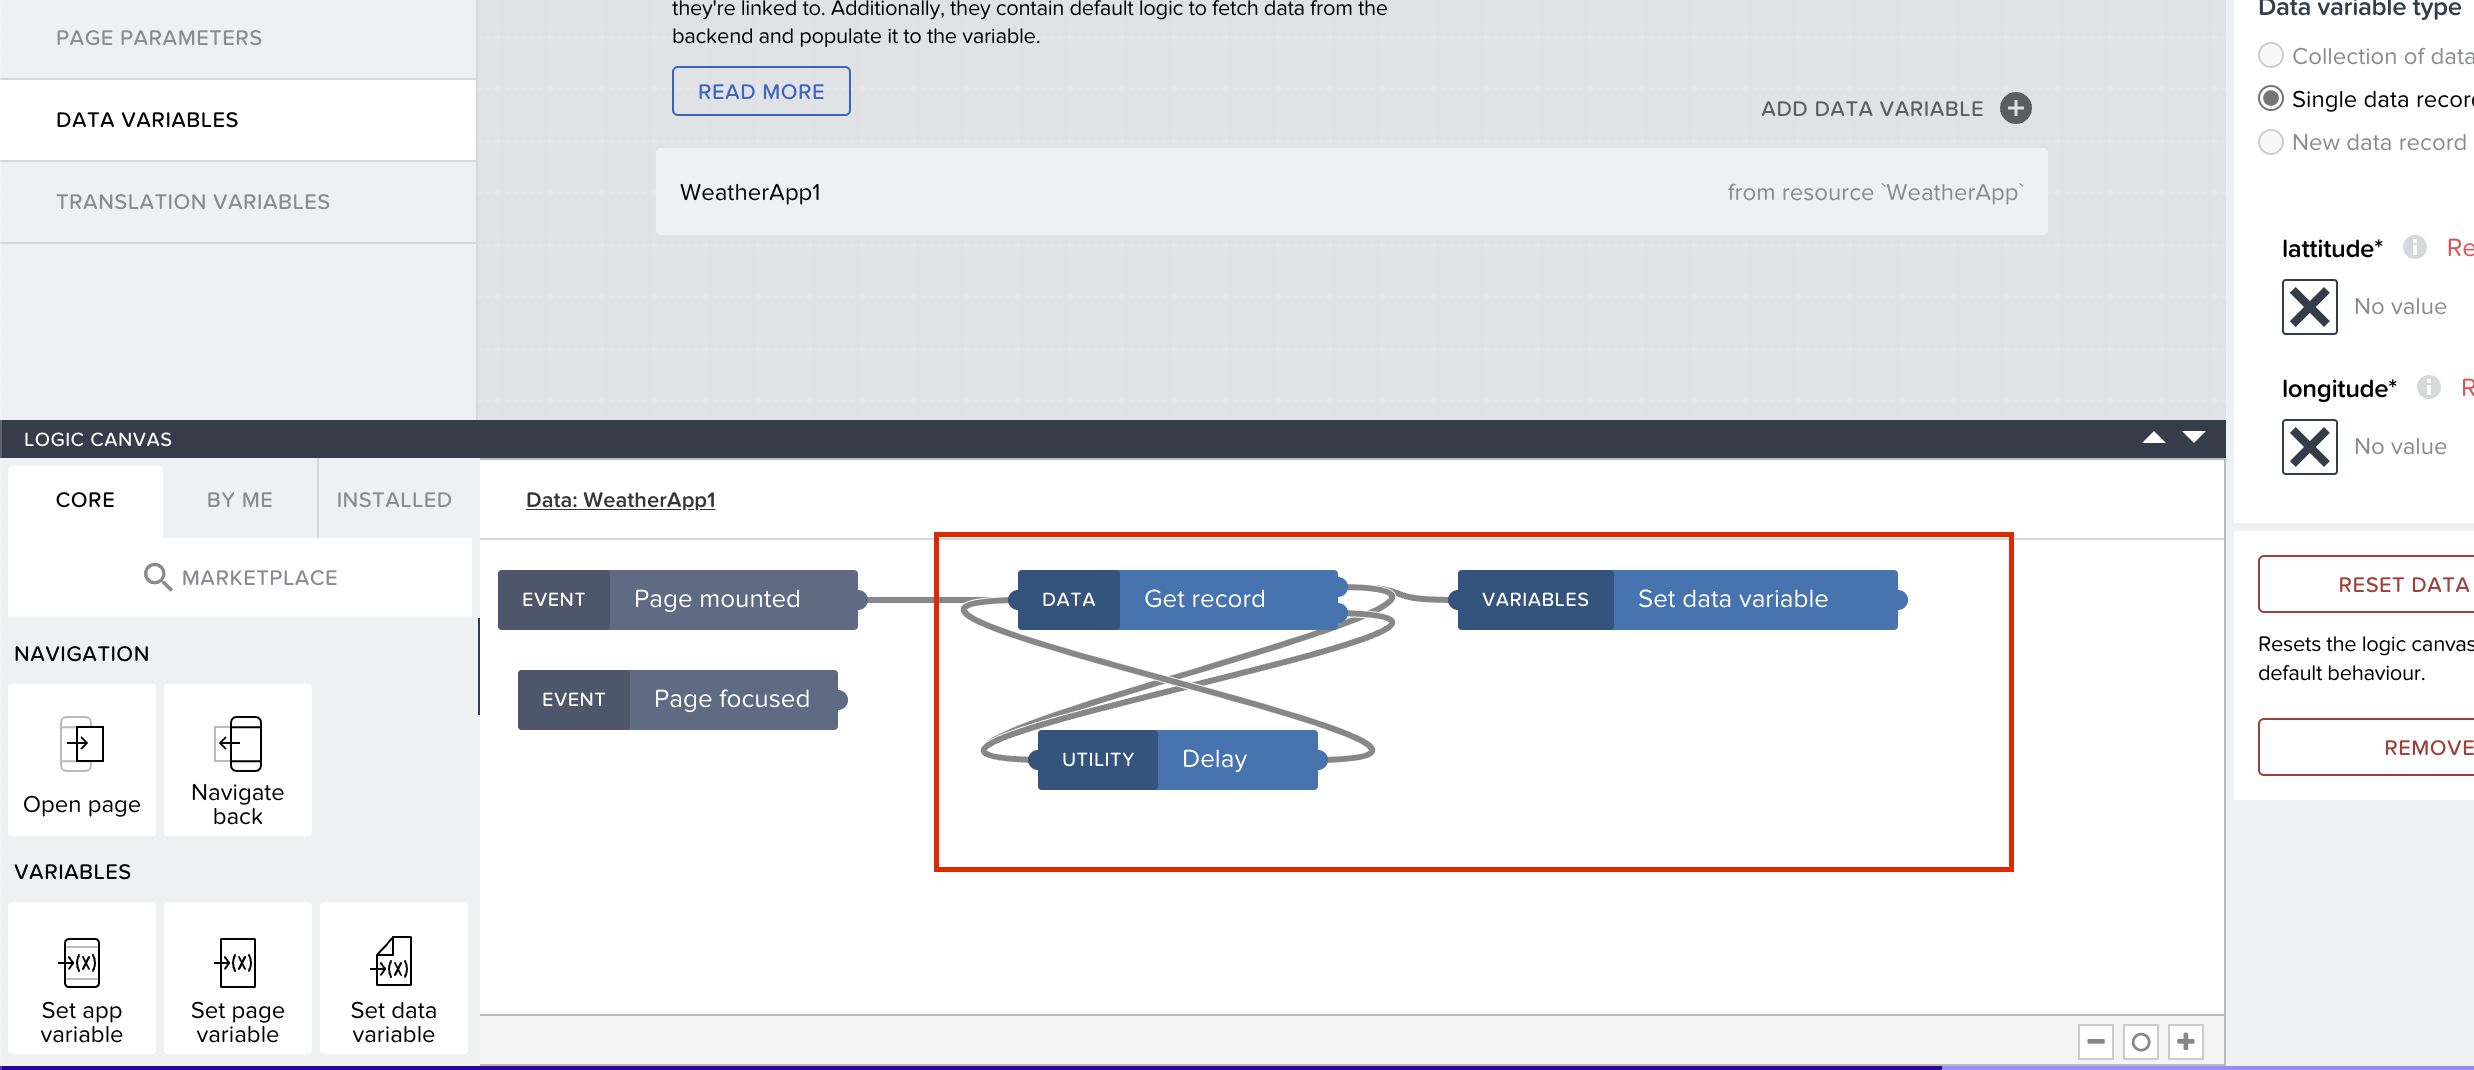 PAGE PARAMETERS
DATA VARIABLES
TRANSLATION VARIABLES
they're linked to. Additionally, they contain default logic to fetch data from the
backend and populate it to the variable.
READ MORE
ADD DATA VARIABLE
WeatherApp1
from resource `WeatherApp`
Data variable type
Collection of data
Single data recor
New data record
lattitude* Re
No value
longitude* R
No value
RESET DATA
Resets the logic canvas
default behaviour.
REMOVE
LOGIC CANVAS
CORE
BY ME
INSTALLED
MARKETPLACE
NAVIGATION
Open page
Navigate
back
VARIABLES
Set app
variable
Set page
variable
Set data
variable
Data: WeatherApp1
EVENT Page mounted
DATA Get record
VARIABLES Set data variable
EVENT Page focused
UTILITY Delay